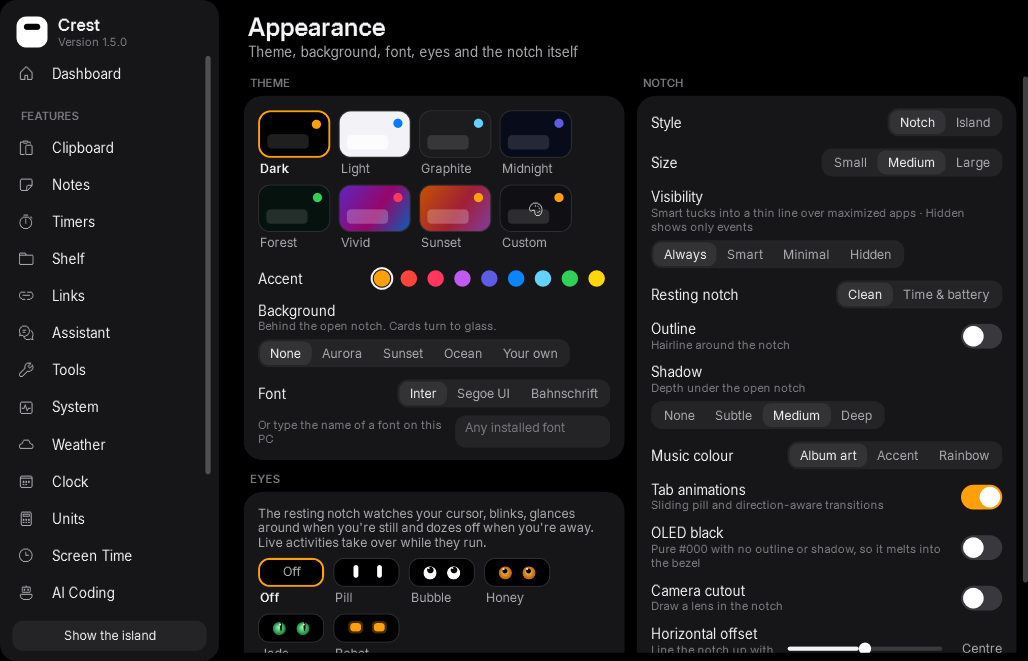 Crest
Version 1.5.0
Dashboard
FEATURES
Clipboard
Notes
Timers
Shelf
Links
Assistant
Tools
System
Weather
Clock
Units
Screen Time
AI Coding
Show the island
Appearance
Theme, background, font, eyes and the notch itself
THEME
Dark
Light
Graphite
Midnight
Forest
Vivid
Sunset
Custom
Accent
Background
Behind the open notch. Cards turn to glass.
None
Aurora
Sunset
Ocean
Your own
Font
Inter
Segoe UI
Bahnschrift
Or type the name of a font on this
PC
Any installed font
EYES
The resting notch watches your cursor, blinks, glances
around when you're still and dozes off when you're away.
Live activities take over while they run.
Off
Off
Pill
Bubble
Honey
Jade
Robot
NOTCH
Style
Notch
Island
Size
Small
Medium
Large
Visibility
Smart tucks into a thin line over maximized apps · Hidden
shows only events
Always
Smart
Minimal
Hidden
Resting notch
Clean
Time & battery
Outline
Hairline around the notch
Shadow
Depth under the open notch
None
Subtle
Medium
Deep
Music colour
Album art
Accent
Rainbow
Tab animations
Sliding pill and direction-aware transitions
OLED black
Pure #000 with no outline or shadow, so it melts into
the bezel
Camera cutout
Draw a lens in the notch
Horizontal offset
Line the notch up with
Centre